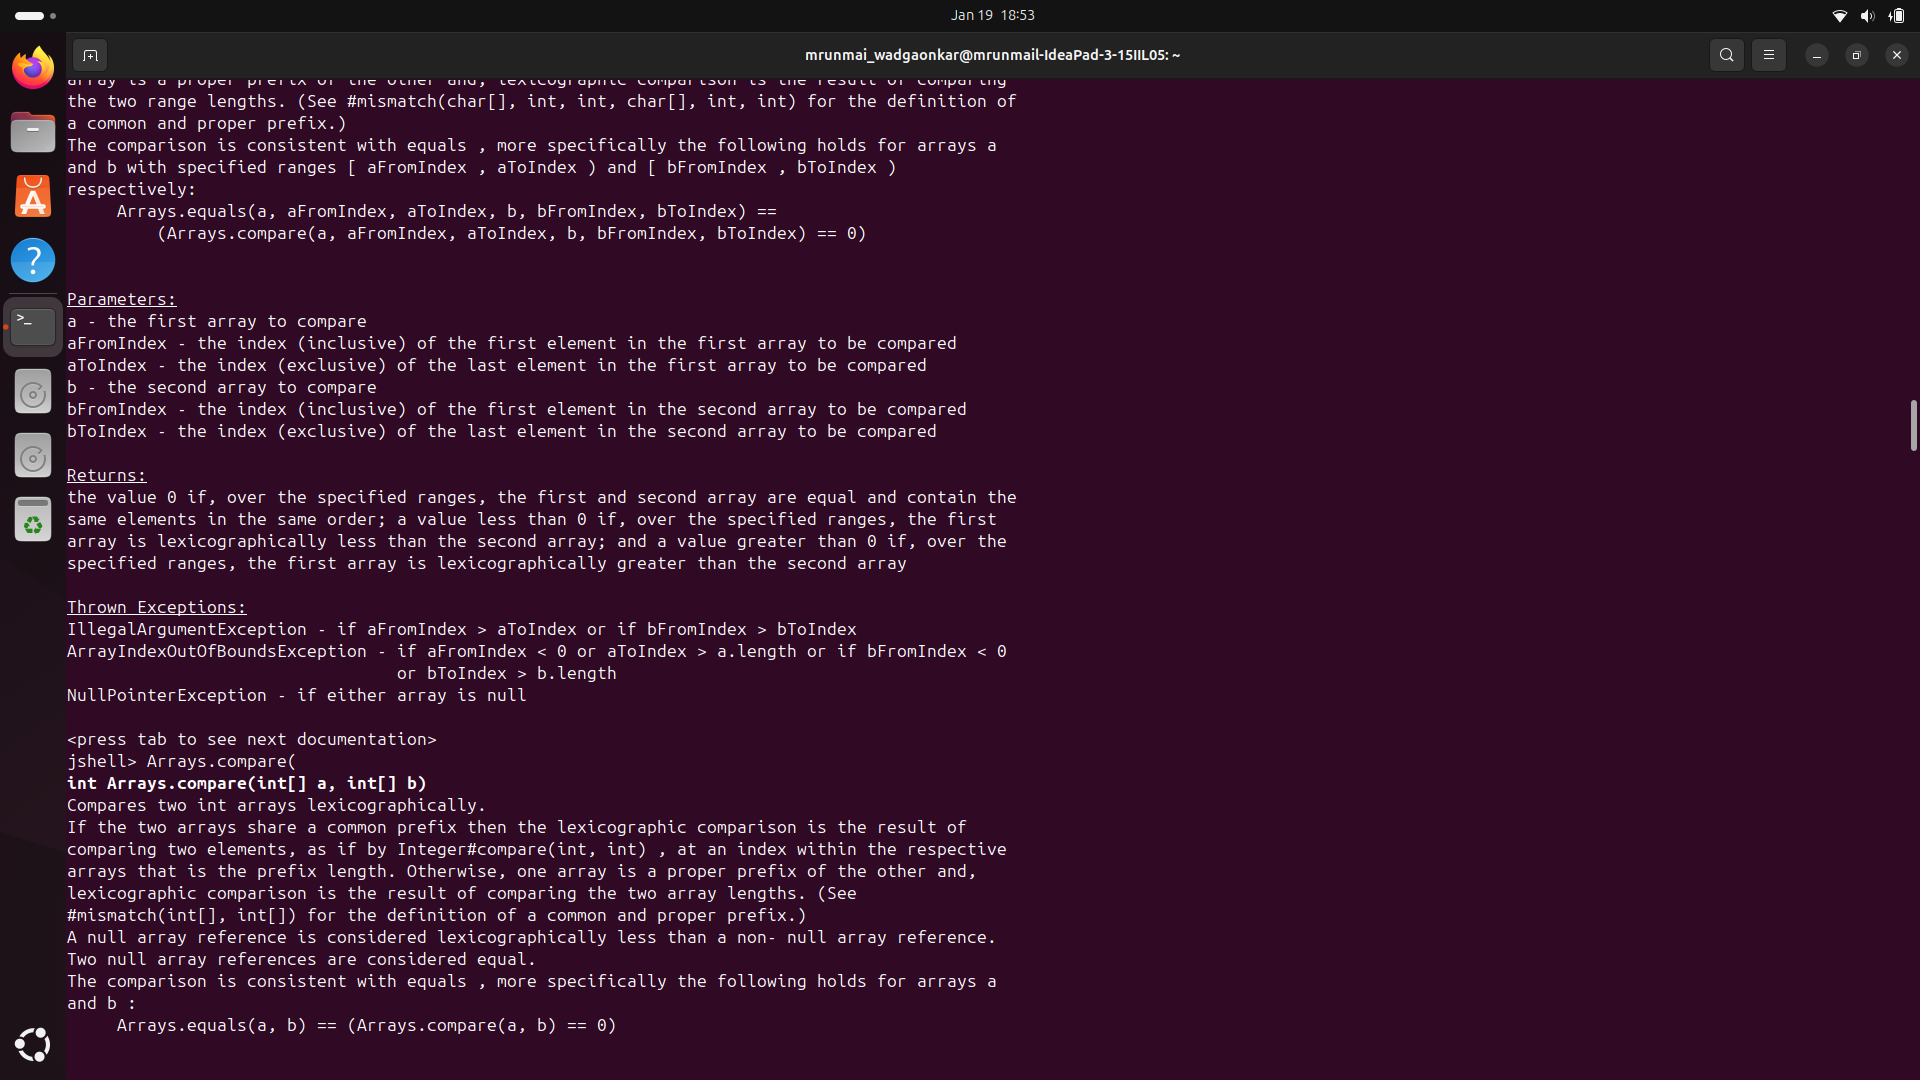 Jan 19 18:53
mrunmai_wadgaonkar@mrunmail-IdeaPad-3-15IIL05: ~
array is a proper prefix of the other and, lexicographic comparison is the result of comparing
the two range lengths. (See #mismatch(char[], int, int, char[], int, int) for the definition of
a common and proper prefix.)
The comparison is consistent with equals , more specifically the following holds for arrays a
and b with specified ranges [ aFromIndex , aToIndex ) and [ bFromIndex , bToIndex )
respectively:
     Arrays.equals(a, aFromIndex, aToIndex, b, bFromIndex, bToIndex) ==
         (Arrays.compare(a, aFromIndex, aToIndex, b, bFromIndex, bToIndex) == 0)
Parameters:
a - the first array to compare
aFromIndex - the index (inclusive) of the first element in the first array to be compared
aToIndex - the index (exclusive) of the last element in the first array to be compared
b - the second array to compare
bFromIndex - the index (inclusive) of the first element in the second array to be compared
bToIndex - the index (exclusive) of the last element in the second array to be compared
Returns:
the value 0 if, over the specified ranges, the first and second array are equal and contain the
same elements in the same order; a value less than 0 if, over the specified ranges, the first
array is lexicographically less than the second array; and a value greater than 0 if, over the
specified ranges, the first array is lexicographically greater than the second array
Thrown Exceptions:
IllegalArgumentException - if aFromIndex > aToIndex or if bFromIndex > bToIndex
ArrayIndexOutOfBoundsException - if aFromIndex < 0 or aToIndex > a.length or if bFromIndex < 0
                                 or bToIndex > b.length
NullPointerException - if either array is null
<press tab to see next documentation>
jshell> Arrays.compare(
int Arrays.compare(int[] a, int[] b)
Compares two int arrays lexicographically.
If the two arrays share a common prefix then the lexicographic comparison is the result of
comparing two elements, as if by Integer#compare(int, int) , at an index within the respective
arrays that is the prefix length. Otherwise, one array is a proper prefix of the other and,
lexicographic comparison is the result of comparing the two array lengths. (See
#mismatch(int[], int[]) for the definition of a common and proper prefix.)
A null array reference is considered lexicographically less than a non- null array reference.
Two null array references are considered equal.
The comparison is consistent with equals , more specifically the following holds for arrays a
and b :
     Arrays.equals(a, b) == (Arrays.compare(a, b) == 0)